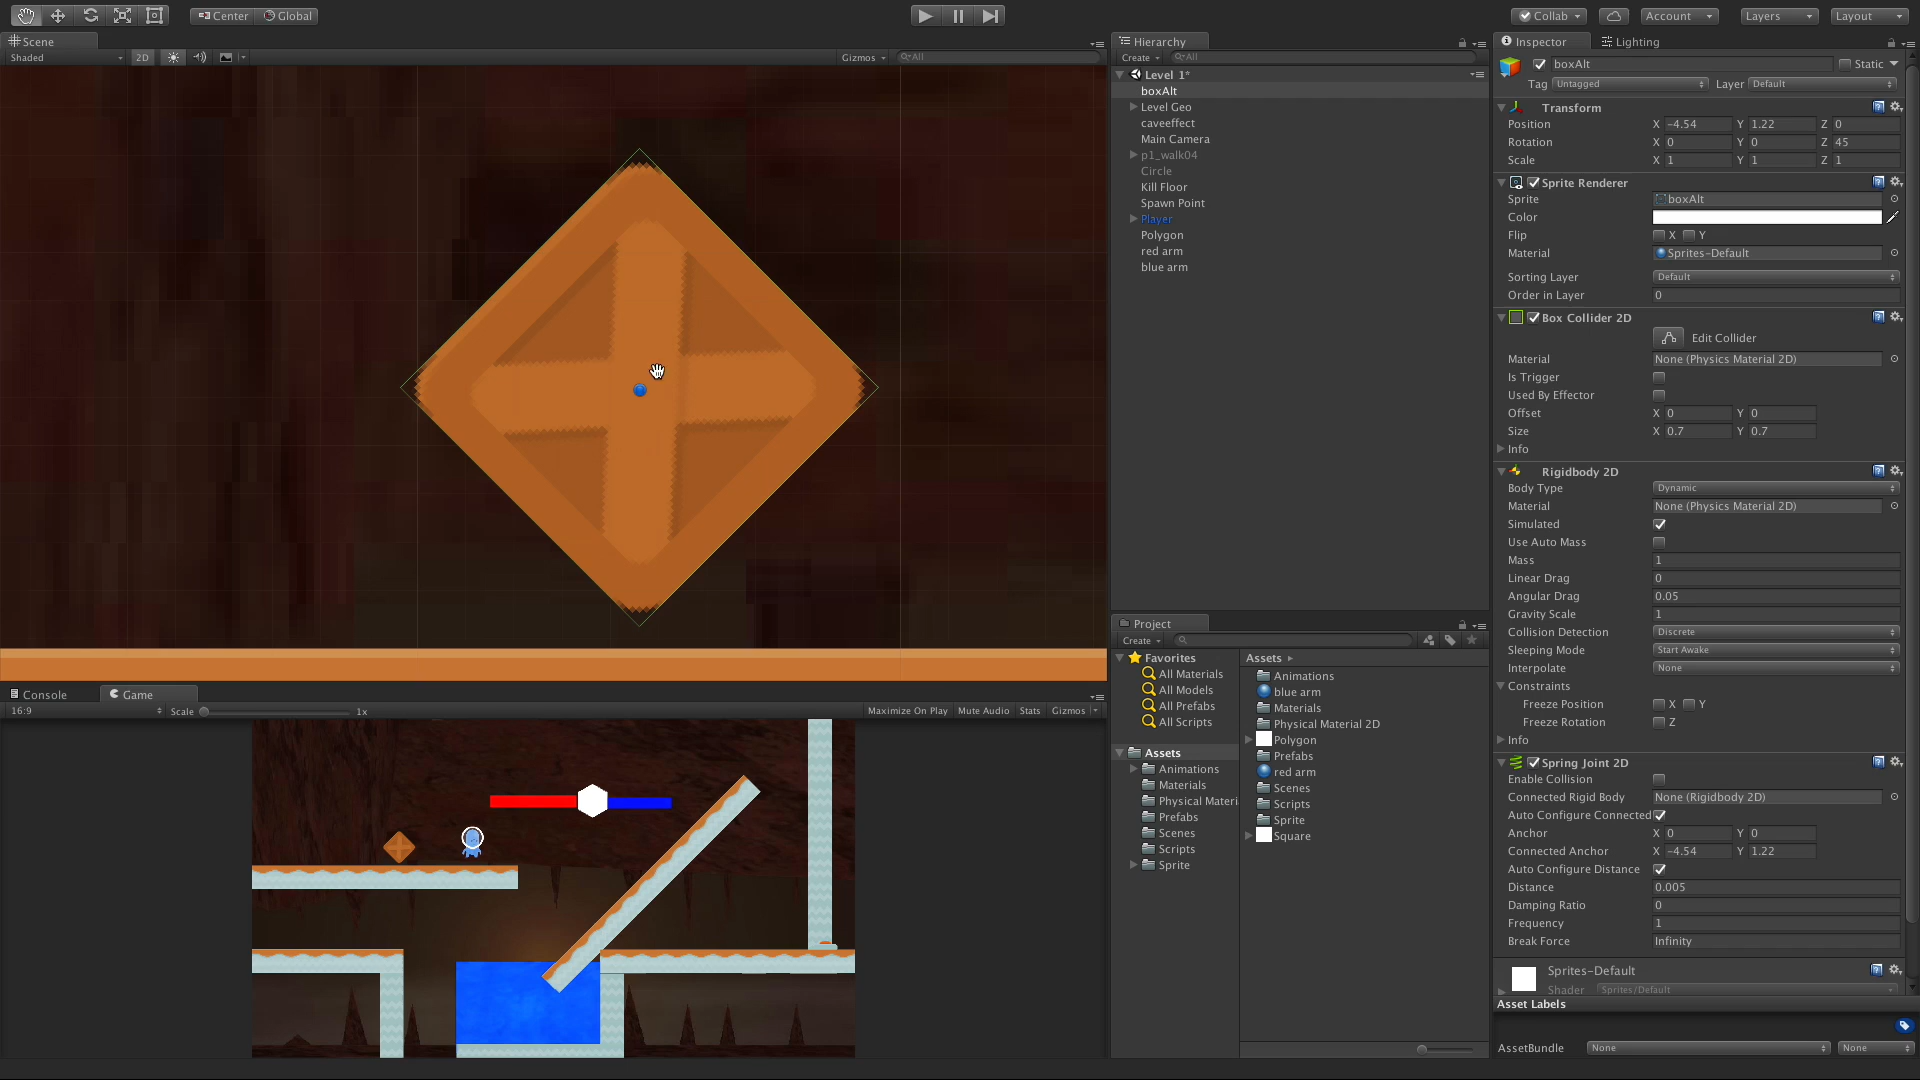 Center
Global
Collab
Account
Layers
Layout
Scene
Shaded
2D
Gizmos
All
Hierarchy
Create
All
Level 1*
boxAlt
Level Geo
caveeffect
Main Camera
p1_walk04
Circle
Kill Floor
Spawn Point
Player
Polygon
red arm
blue arm
Inspector
Lighting
boxAlt
Static
Tag
Untagged
Layer
Default
Transform
Position X -4.54 Y 1.22 Z 0
Rotation X 0 Y 0 Z 45
Scale X 1 Y 1 Z 1
Sprite Renderer
Sprite boxAlt
Color
Flip X Y
Material Sprites-Default
Sorting Layer Default
Order in Layer 0
Box Collider 2D
Edit Collider
Material None (Physics Material 2D)
Is Trigger
Used By Effector
Offset X 0 Y 0
Size X 0.7 Y 0.7
Info
Rigidbody 2D
Body Type Dynamic
Material None (Physics Material 2D)
Simulated
Use Auto Mass
Mass 1
Linear Drag 0
Angular Drag 0.05
Gravity Scale 1
Collision Detection Discrete
Sleeping Mode Start Awake
Interpolate None
Constraints
Freeze Position X Y
Freeze Rotation Z
Info
Spring Joint 2D
Enable Collision
Connected Rigid Body None (Rigidbody 2D)
Auto Configure Connected
Anchor X 0 Y 0
Connected Anchor X -4.54 Y 1.22
Auto Configure Distance
Distance 0.005
Damping Ratio 0
Frequency 1
Break Force Infinity
Sprites-Default
Shader Sprites/Default
Asset Labels
AssetBundle None None
Project
Create
Favorites
All Materials
All Models
All Prefabs
All Scripts
Assets
Animations
Materials
Physical Materi
Prefabs
Scenes
Scripts
Sprite
Assets
Animations
blue arm
Materials
Physical Material 2D
Polygon
Prefabs
red arm
Scenes
Scripts
Sprite
Square
Console
Game
16:9
Scale 1x
Maximize On Play
Mute Audio
Stats
Gizmos